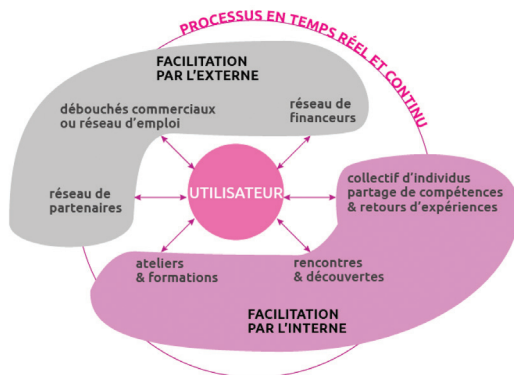 PROCESSUS EN TEMPS RÉEL ET CONTINU
FACILITATION
PAR L'EXTERNE
débouchés commerciaux
ou réseau d'emploi
réseau de
financeurs
réseau de
partenaires
UTILISATEUR
collectif d'individus
partage de compétences
& retours d'expériences
ateliers
& formations
rencontres
& découvertes
FACILITATION
PAR L'INTERNE